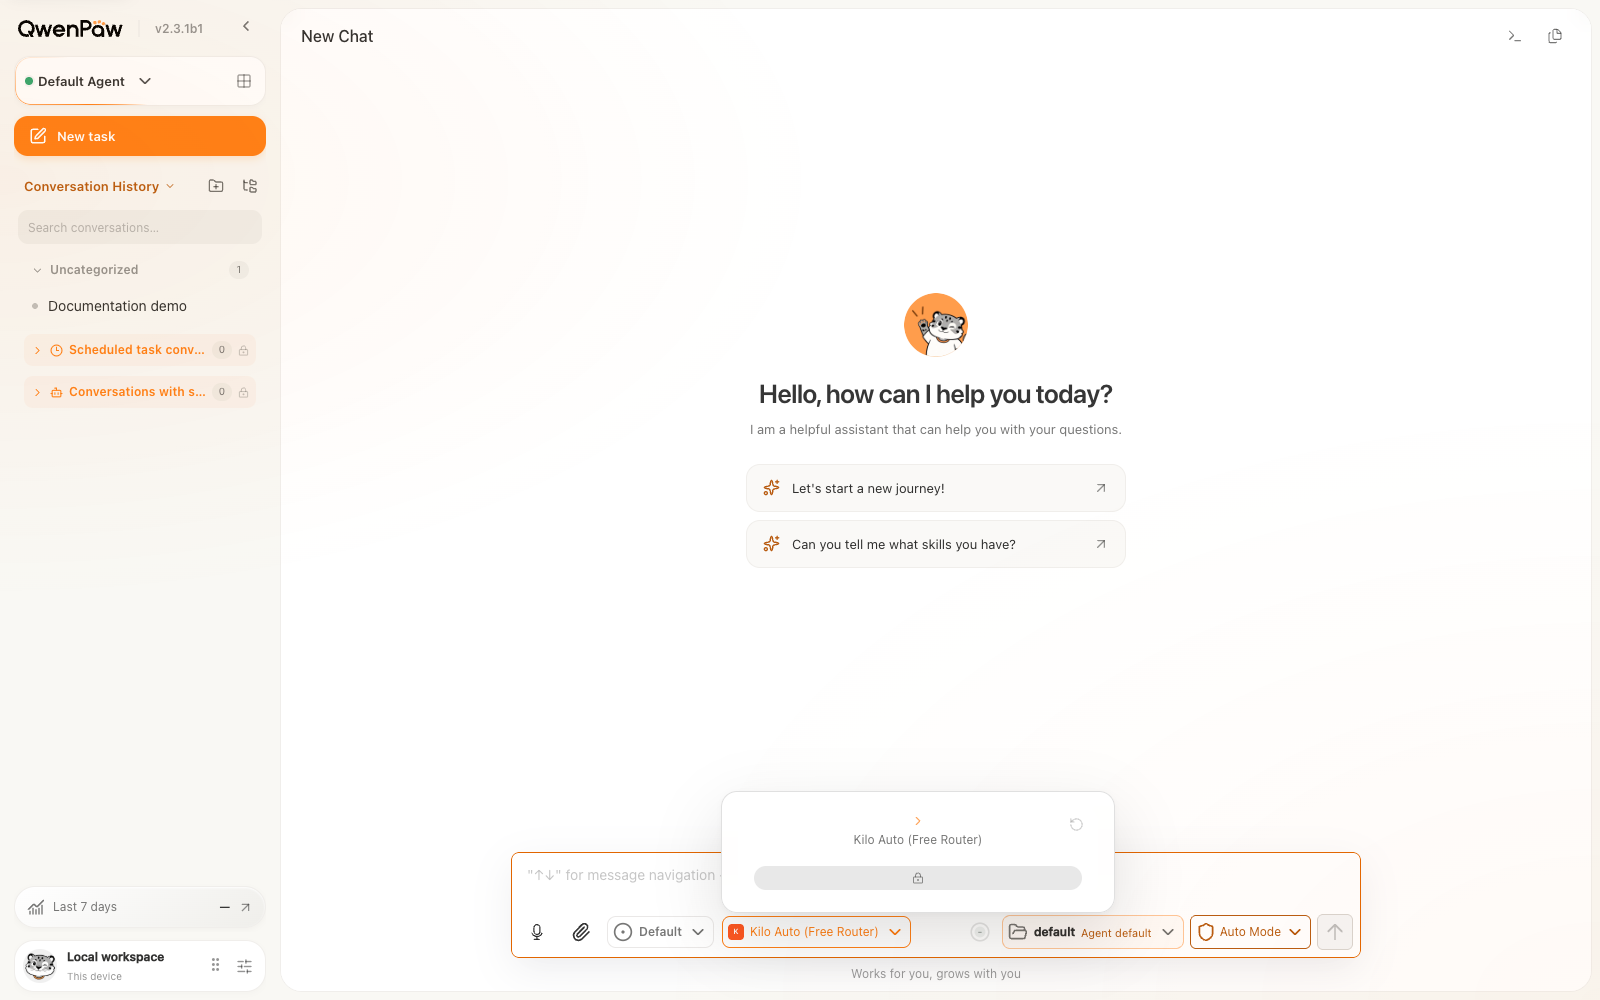 QwenPaw
v2.3.1b1
Default Agent
New task
Conversation History
Search conversations...
Uncategorized
1
Documentation demo
Scheduled task conv...
0
Conversations with s...
0
Last 7 days
Local workspace
This device
New Chat
Hello, how can I help you today?
I am a helpful assistant that can help you with your questions.
Let's start a new journey!
Can you tell me what skills you have?
Kilo Auto (Free Router)
"↑↓" for message navigation
Default
K
Kilo Auto (Free Router)
default Agent default
Auto Mode
Works for you, grows with you